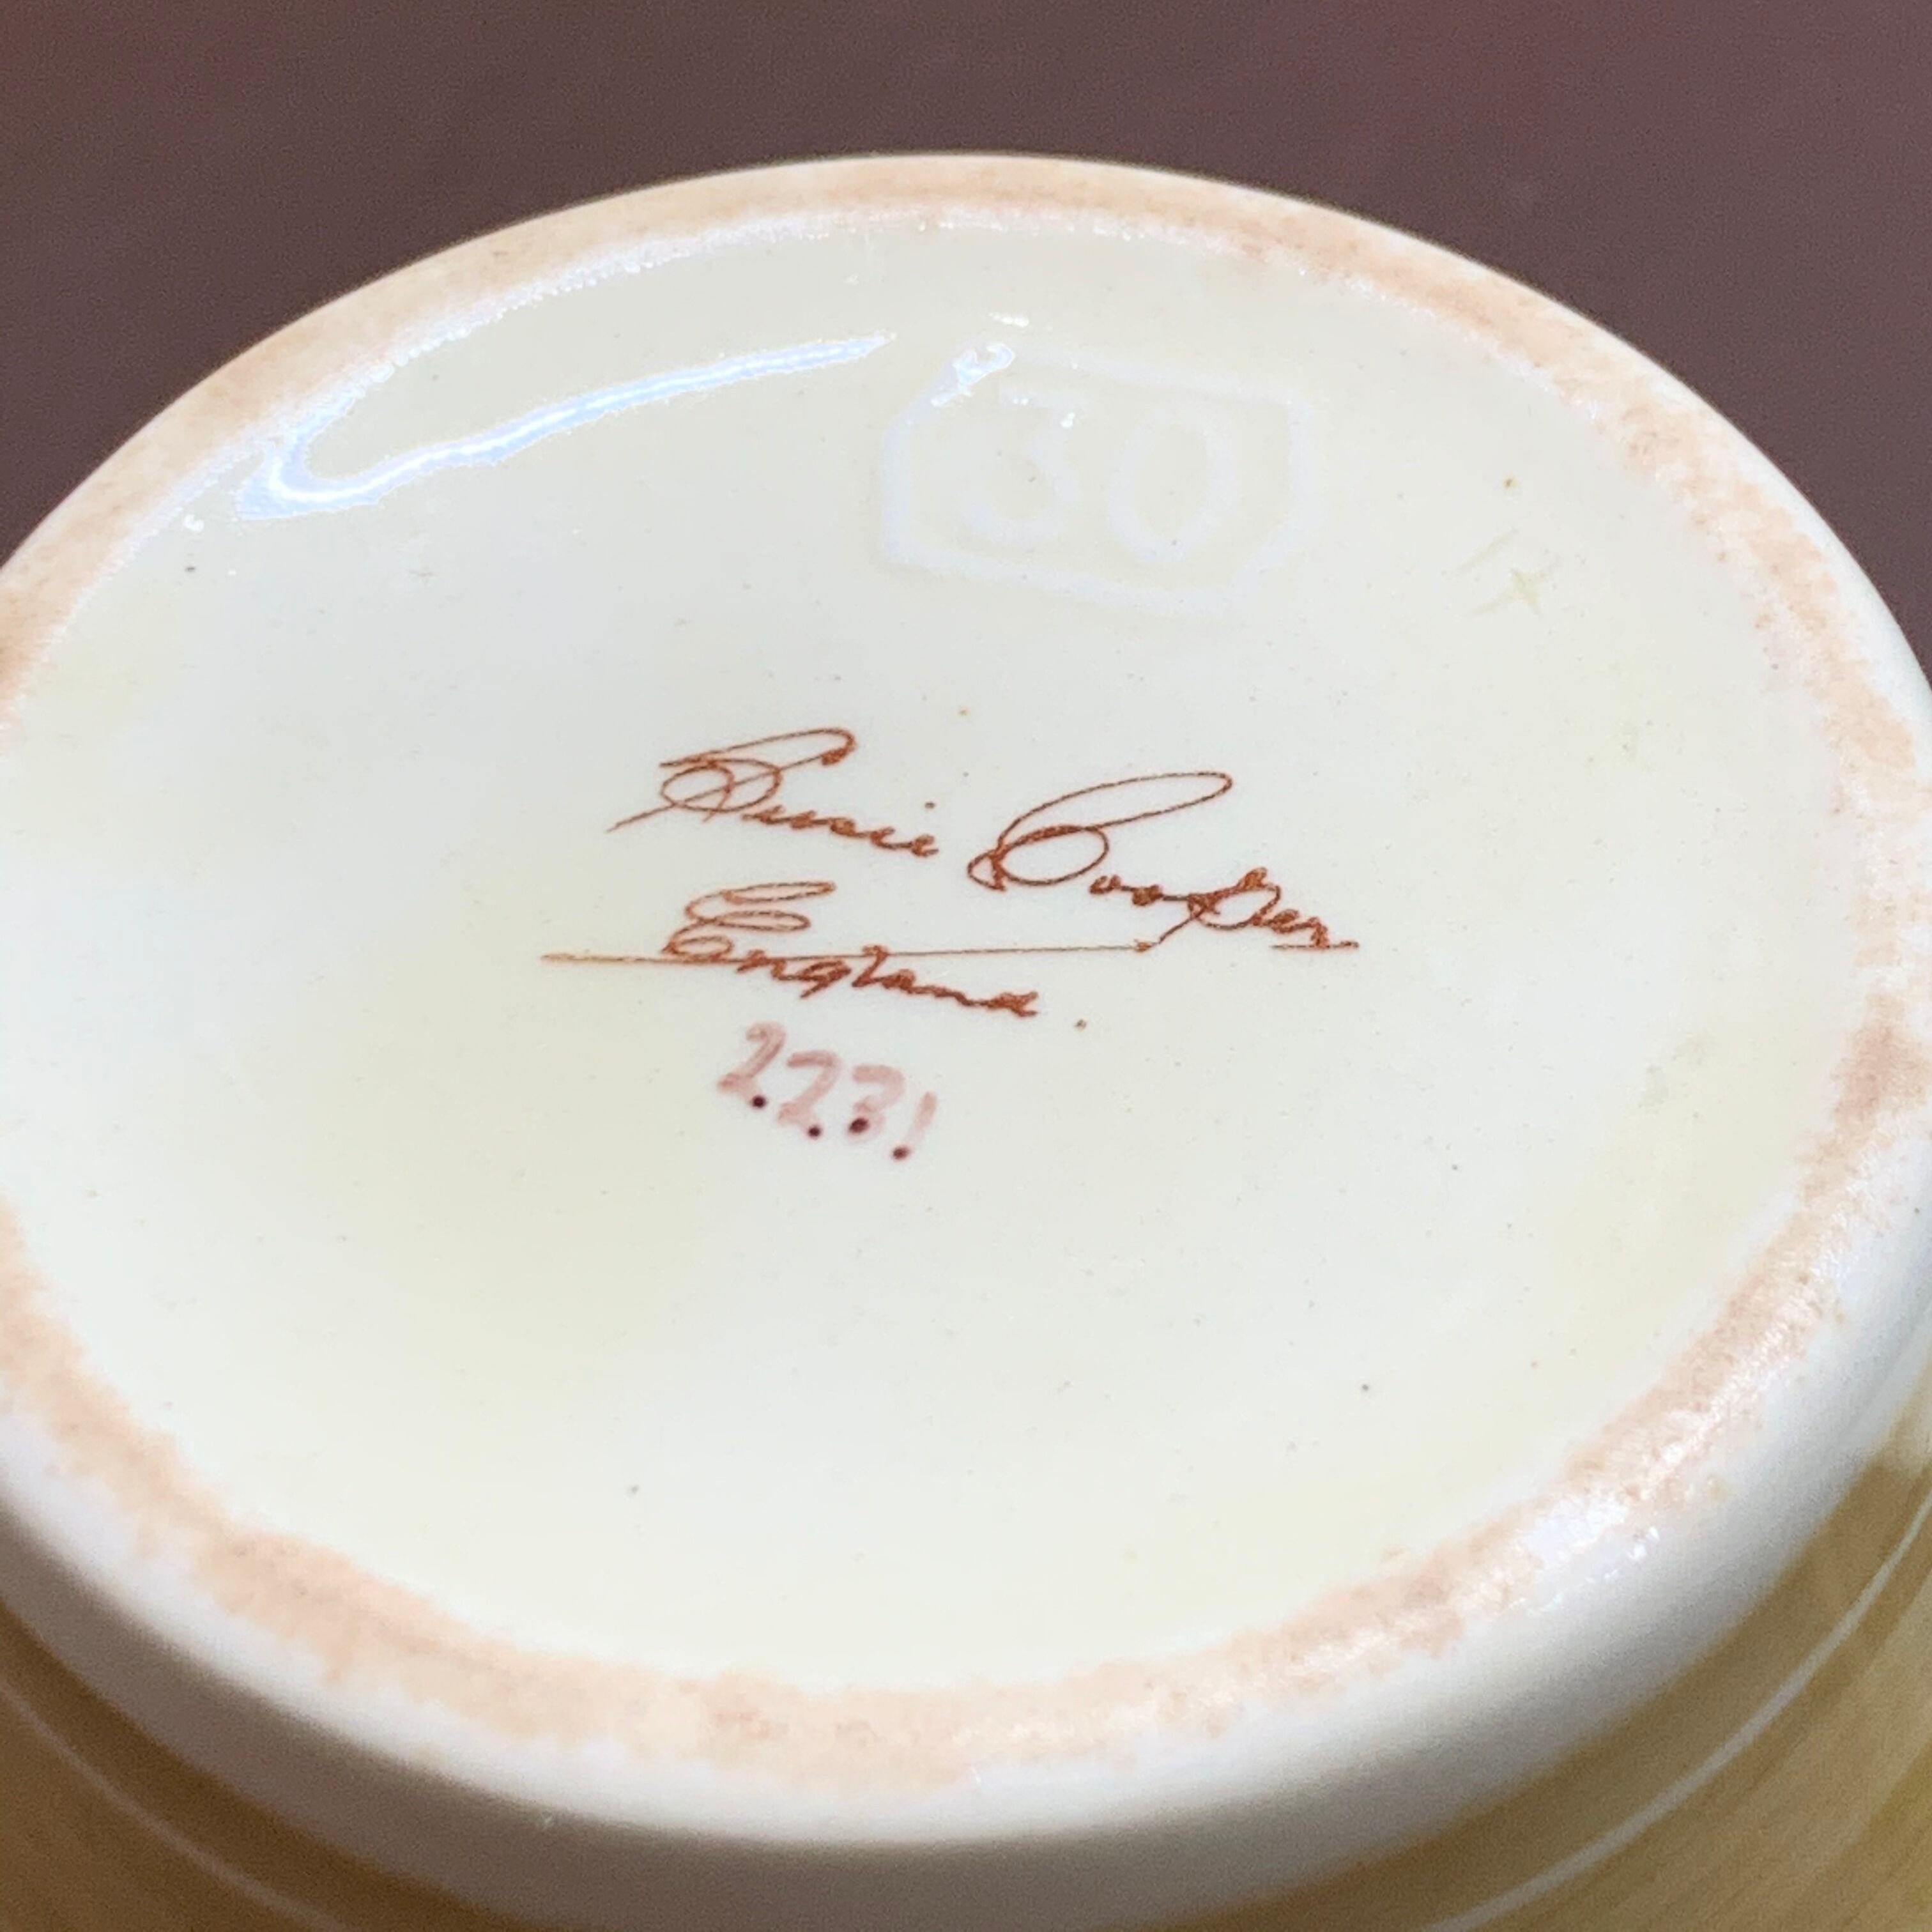 30
Susie Cooper
England.
2231